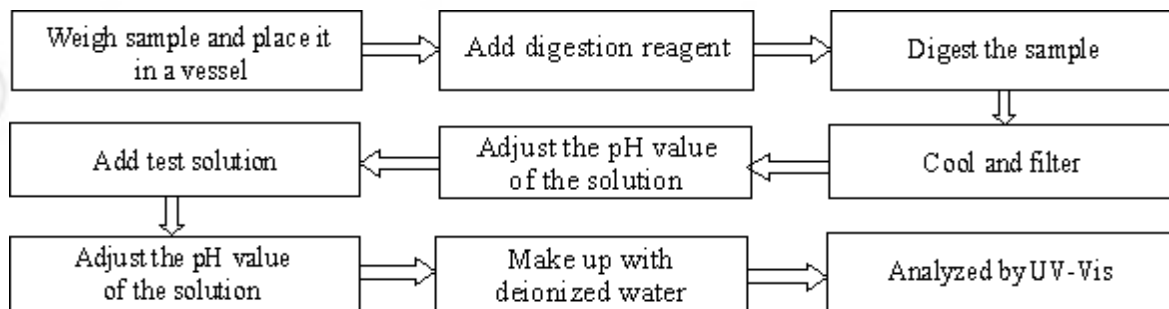 Weigh sample and place it
in a vessel
Add digestion reagent
Digest the sample
Cool and filter
Adjust the pH value
of the solution
Add test solution
Adjust the pH value
of the solution
Make up with
deionized water
Analyzed by UV-Vis